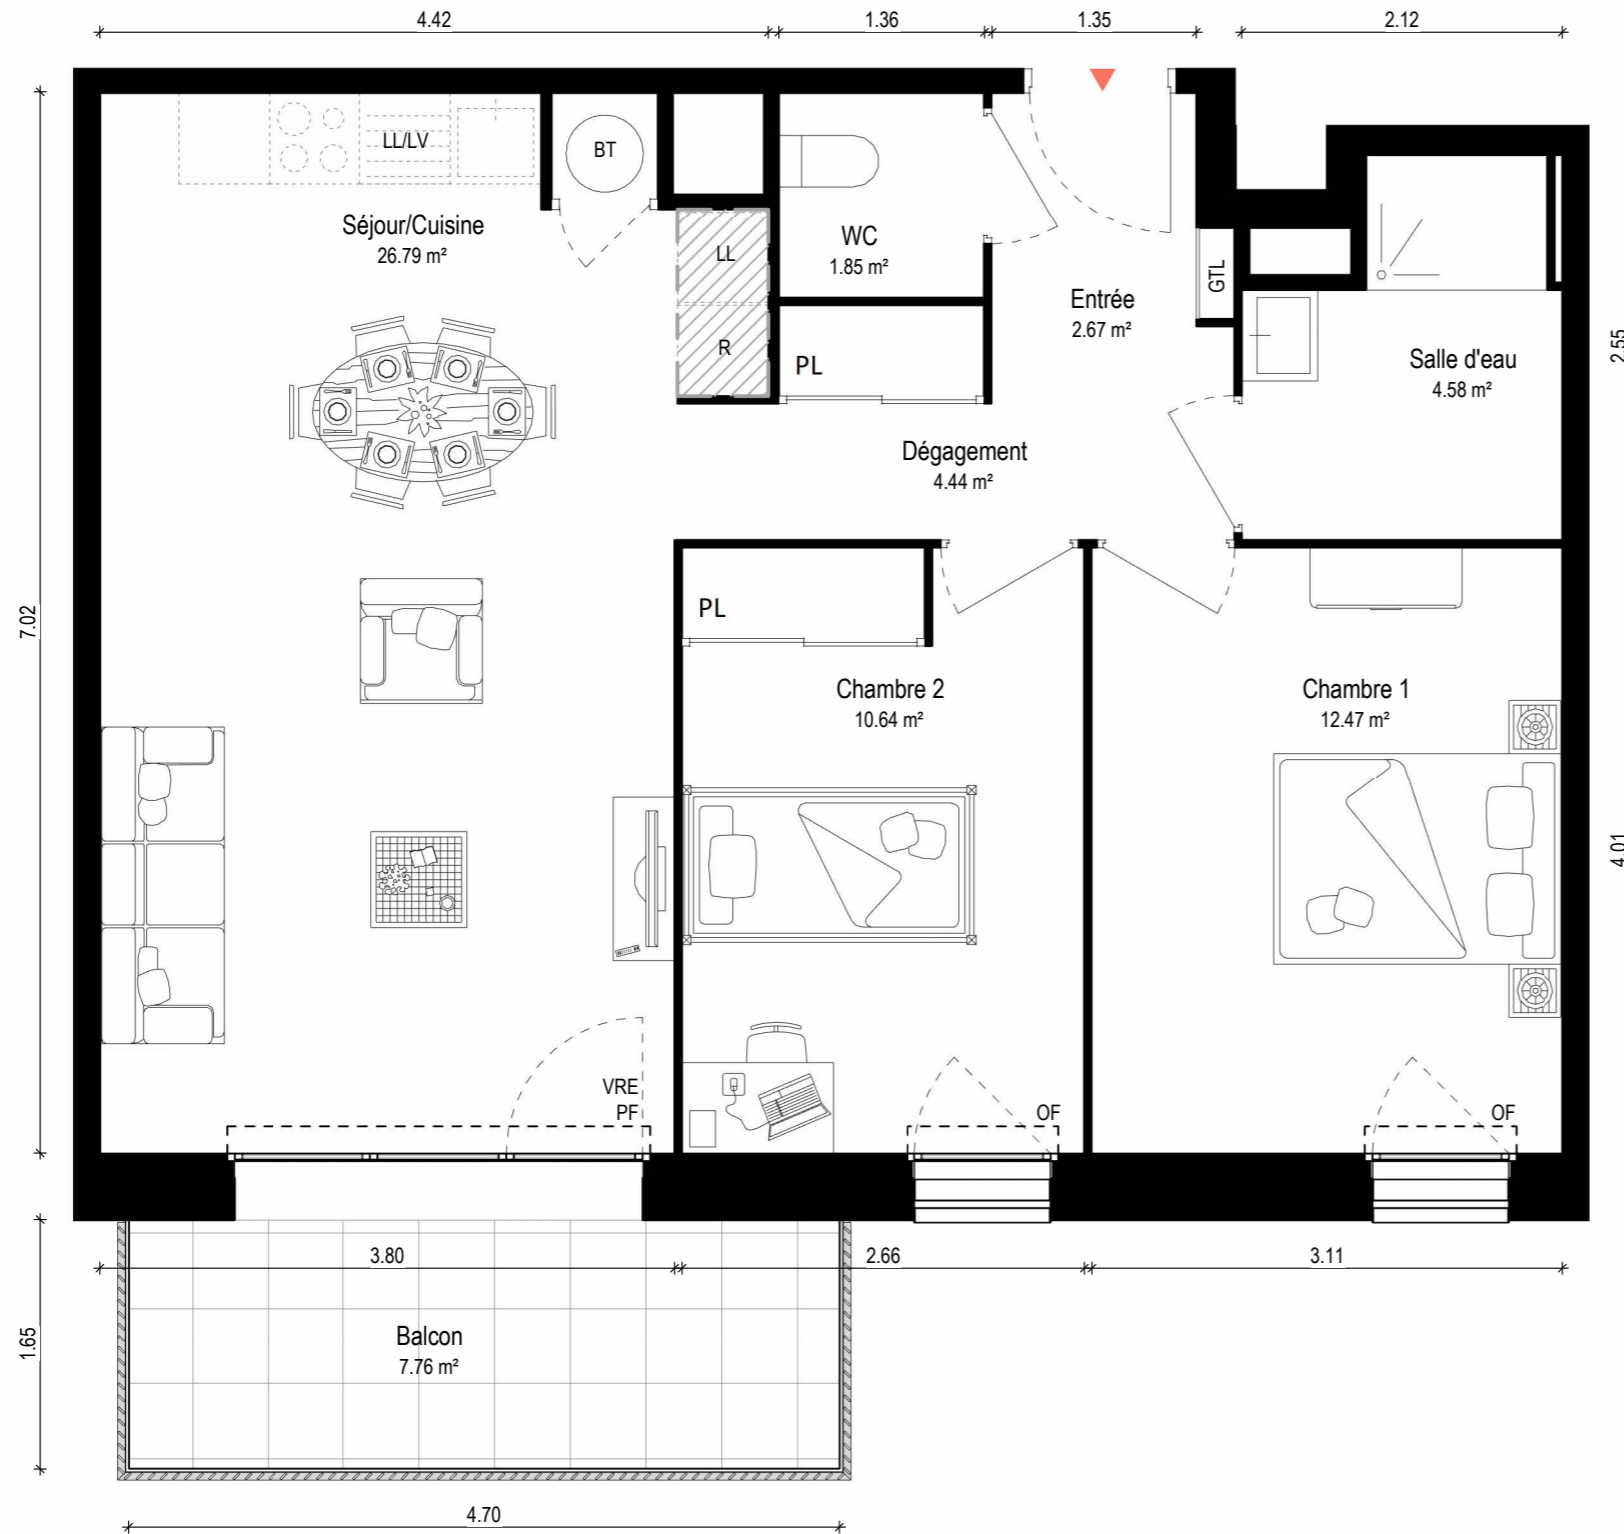 4.42
1.36
1.35
2.12
LL/LV
BT
Séjour/Cuisine
26.79 m²
WC
1.85 m²
LL
GTL
Entrée
2.67 m²
R
PL
Salle d'eau
4.58 m²
2.55
Dégagement
4.44 m²
7.02
PL
Chambre 2
10.64 m²
Chambre 1
12.47 m²
4.01
VRE
PF
OF
OF
3.80
2.66
3.11
1.65
Balcon
7.76 m²
4.70